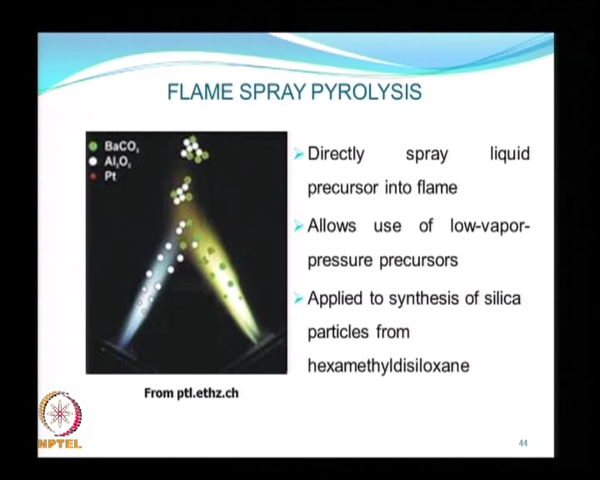 FLAME SPRAY PYROLYSIS
BaCO₃
Al₂O₃
Pt
Directly spray liquid
precursor into flame
Allows use of low-vapor-
pressure precursors
Applied to synthesis of silica
particles from
hexamethyldisiloxane
From ptl.ethz.ch
NPTEL
44